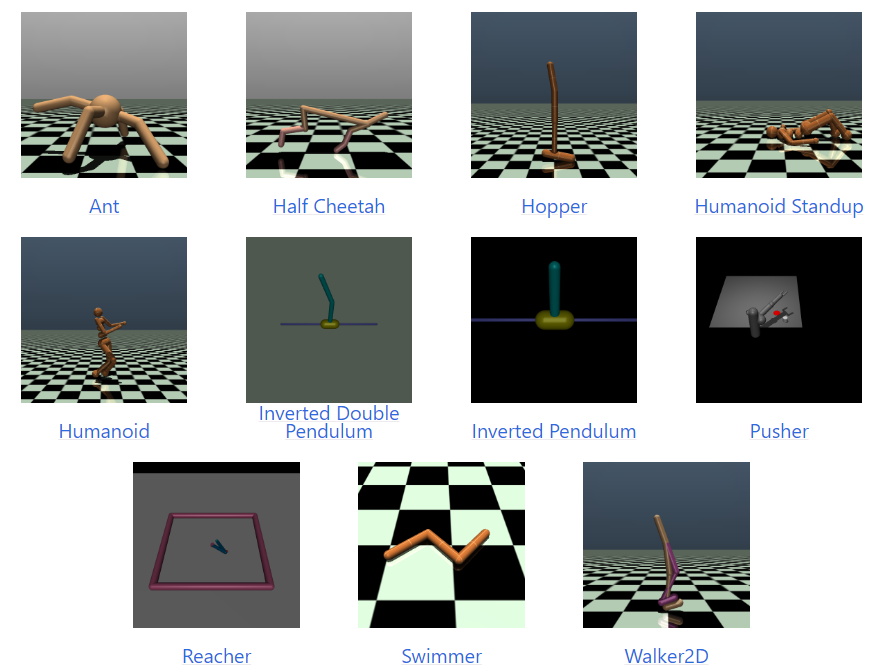 Ant
Half Cheetah
Hopper
Humanoid Standup
Humanoid
Inverted Double
Pendulum
Inverted Pendulum
Pusher
Reacher
Swimmer
Walker2D